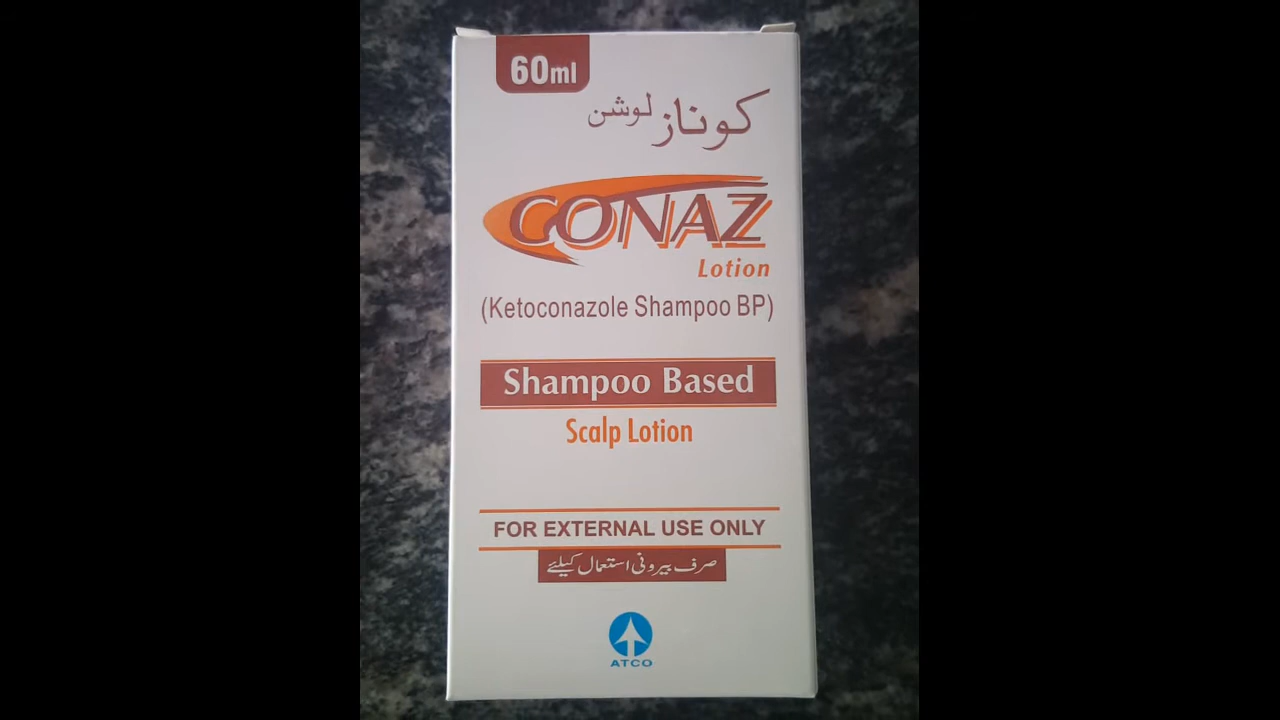 60ml
کوناز لوشن
CONAZ
Lotion
(Ketoconazole Shampoo BP)
Shampoo Based
Scalp Lotion
FOR EXTERNAL USE ONLY
صرف بیرونی استعمال کیلئے
ATCO